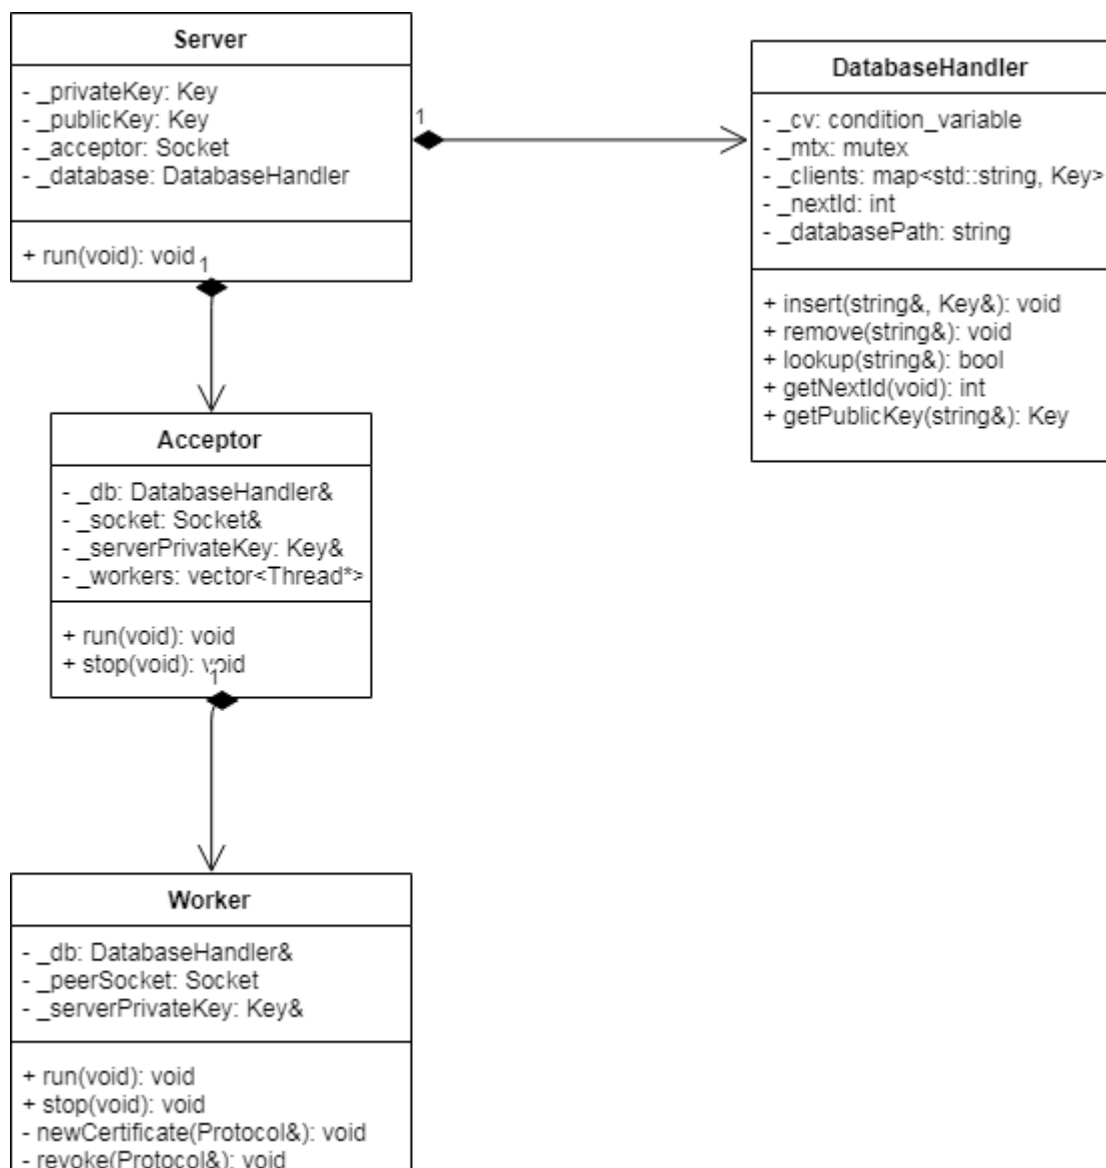 Server
- _privateKey: Key
- _publicKey: Key
- _acceptor: Socket
- _database: DatabaseHandler
+ run(void): void
1
1
DatabaseHandler
- _cv: condition_variable
- _mtx: mutex
- _clients: map<std::string, Key>
- _nextId: int
- _databasePath: string
+ insert(string&, Key&): void
+ remove(string&): void
+ lookup(string&): bool
+ getNextId(void): int
+ getPublicKey(string&): Key
Acceptor
- _db: DatabaseHandler&
- _socket: Socket&
- _serverPrivateKey: Key&
- _workers: vector<Thread*>
+ run(void): void
+ stop(void): void
1
Worker
- _db: DatabaseHandler&
- _peerSocket: Socket
- _serverPrivateKey: Key&
+ run(void): void
+ stop(void): void
- newCertificate(Protocol&): void
- revoke(Protocol&): void